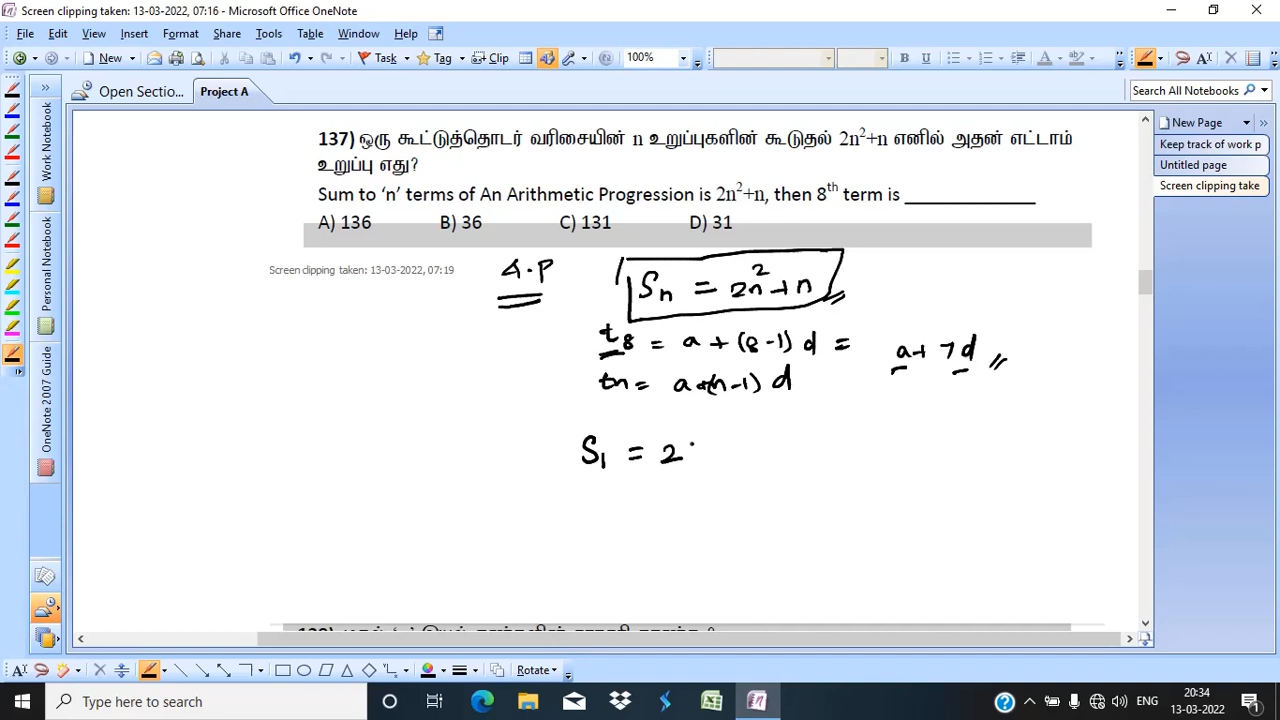 Screen clipping taken: 13-03-2022, 07:16 - Microsoft Office OneNote
File Edit View Insert Format Share Tools Table Window Help
New Task Tag Clip 100% B I U
Open Sectio... Project A Search All Notebooks
New Page
Keep track of work p
Untitled page
Screen clipping take
Work Notebook
Personal Notebook
OneNote 2007 Guide
137) ஒரு கூட்டுத்தொடர் வரிசையின் n உறுப்புகளின் கூடுதல் 2n²+n எனில் அதன் எட்டாம்
உறுப்பு எது?
Sum to ‘n’ terms of An Arithmetic Progression is 2n²+n, then 8th term is ____________
A) 136 B) 36 C) 131 D) 31
Screen clipping taken: 13-03-2022, 07:19
A.P Sn = 2n²+n
t8 = a + (8-1) d = a+ 7d
tn = a+(n-1) d
S1 = 2
Rotate
Type here to search
20:34
13-03-2022